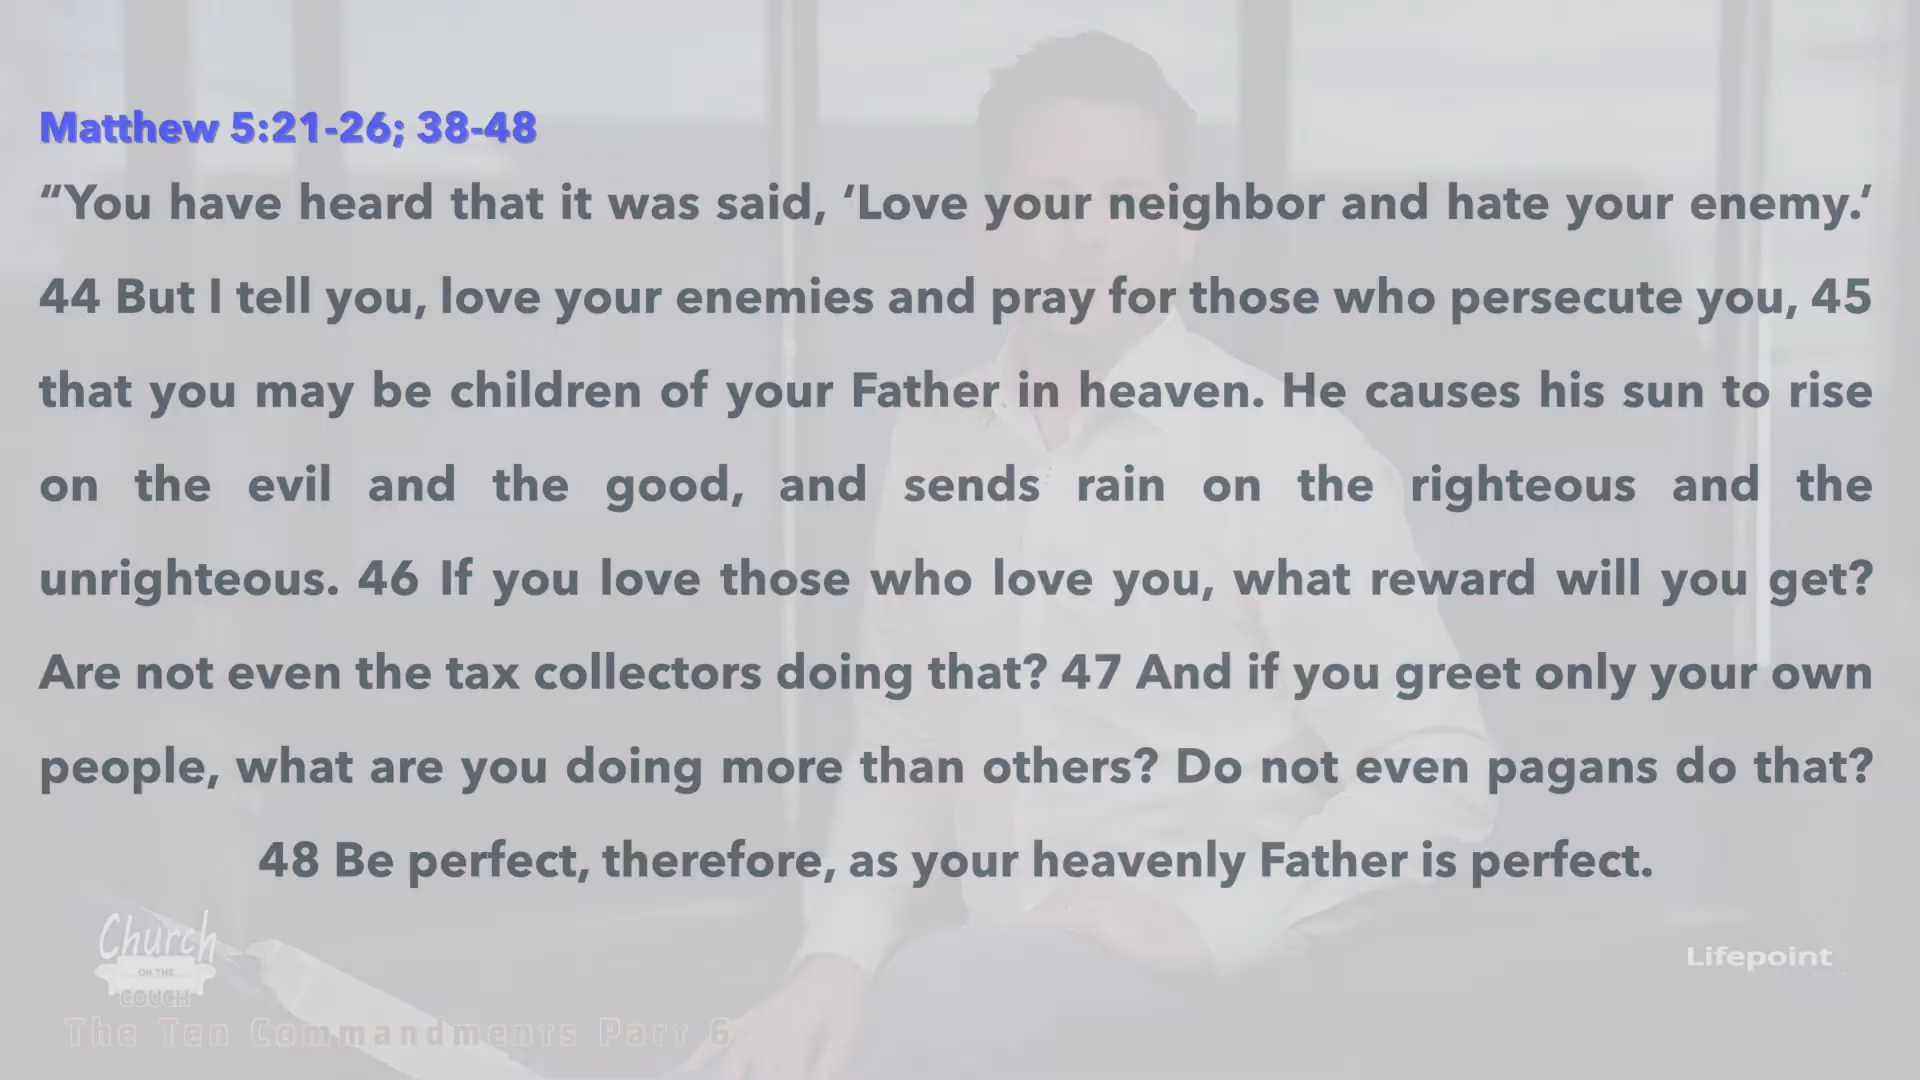 Matthew 5:21-26; 38-48
“You have heard that it was said, ‘Love your neighbor and hate your enemy.’
44 But I tell you, love your enemies and pray for those who persecute you, 45
that you may be children of your Father in heaven. He causes his sun to rise
on the evil and the good, and sends rain on the righteous and the
unrighteous. 46 If you love those who love you, what reward will you get?
Are not even the tax collectors doing that? 47 And if you greet only your own
people, what are you doing more than others? Do not even pagans do that?
48 Be perfect, therefore, as your heavenly Father is perfect.
Church
ON THE
COUCH
Lifepoint
The Ten Commandments Part 6